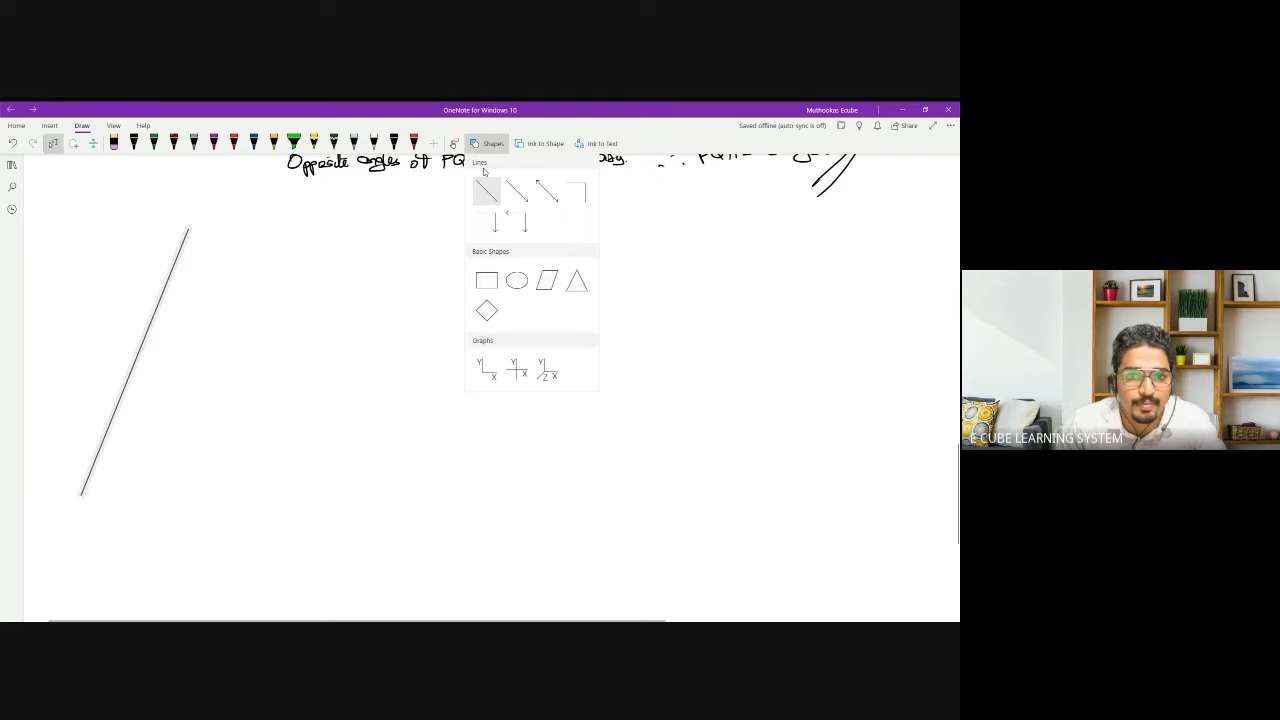 OneNote for Windows 10
Muthookas Ecube
Home Insert Draw View Help
Saved offline (auto-sync is off) Share
Shapes Ink to Shape Ink to Text
Opposite angles of PQ
Lines
Basic Shapes
Graphs
Y X Y X Y Z X
E CUBE LEARNING SYSTEM